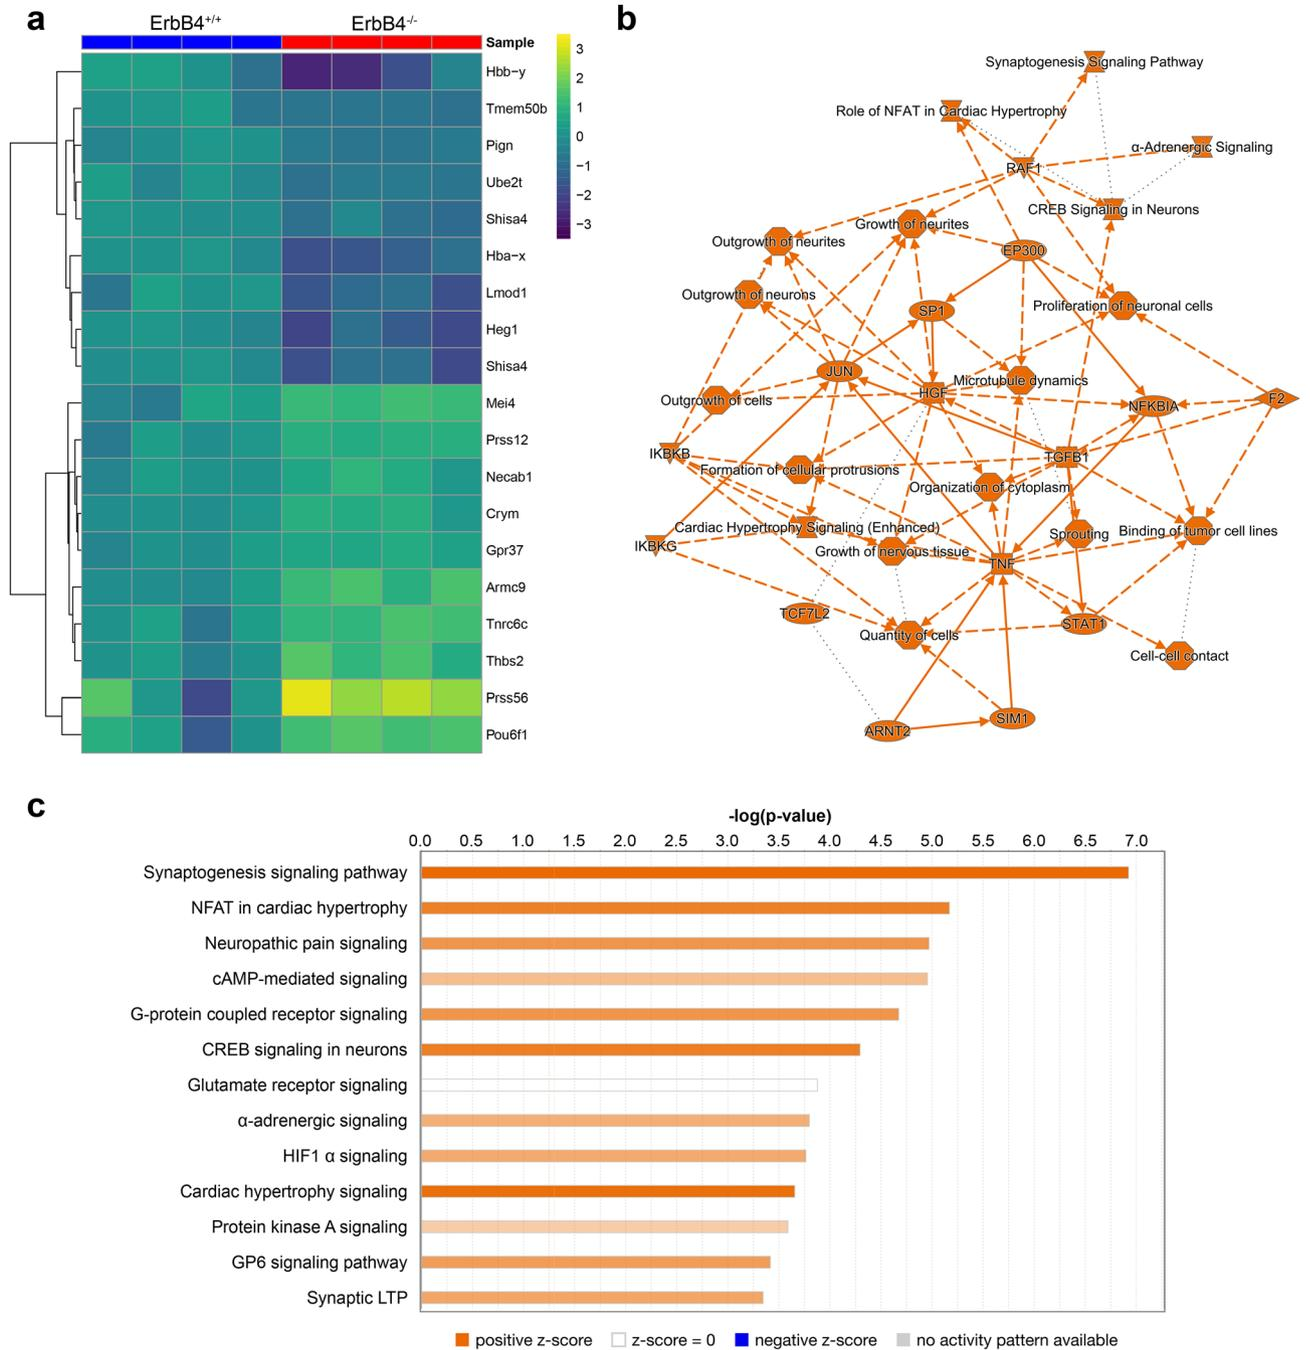 a
ErbB4+/+ ErbB4-/-
Sample
Hbb−y
Tmem50b
Pign
Ube2t
Shisa4
Hba−x
Lmod1
Heg1
Shisa4
Mei4
Prss12
Necab1
Crym
Gpr37
Armc9
Tnrc6c
Thbs2
Prss56
Pou6f1
3
2
1
0
−1
−2
−3
b
Synaptogenesis Signaling Pathway
Role of NFAT in Cardiac Hypertrophy
α-Adrenergic Signaling
RAF1
CREB Signaling in Neurons
Growth of neurites
Outgrowth of neurites
EP300
Outgrowth of neurons
Proliferation of neuronal cells
SP1
JUN
Microtubule dynamics
HGF
Outgrowth of cells
NFKBIA
F2
IKBKB
TGFB1
Formation of cellular protrusions
Organization of cytoplasm
Cardiac Hypertrophy Signaling (Enhanced)
Sprouting
Binding of tumor cell lines
IKBKG
Growth of nervous tissue
TNF
TCF7L2
STAT1
Quantity of cells
Cell-cell contact
SIM1
ARNT2
c
-log(p-value)
0.0 0.5 1.0 1.5 2.0 2.5 3.0 3.5 4.0 4.5 5.0 5.5 6.0 6.5 7.0
Synaptogenesis signaling pathway
NFAT in cardiac hypertrophy
Neuropathic pain signaling
cAMP-mediated signaling
G-protein coupled receptor signaling
CREB signaling in neurons
Glutamate receptor signaling
α-adrenergic signaling
HIF1 α signaling
Cardiac hypertrophy signaling
Protein kinase A signaling
GP6 signaling pathway
Synaptic LTP
positive z-score z-score = 0 negative z-score no activity pattern available